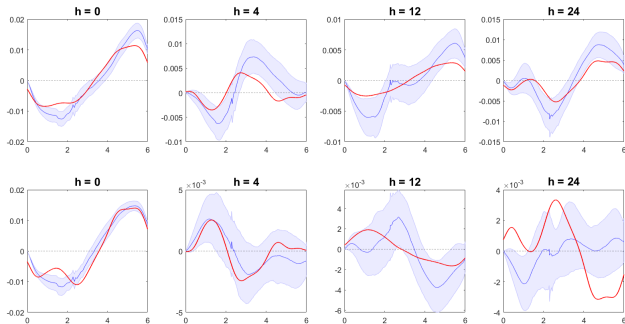 h = 0 h = 4 h = 12 h = 24
0.02 0.015 0.01 0.015
0.01 0.01 0.005 0.01
0.005 0.005
0 0 0 0
-0.01 -0.005 -0.005 -0.005
-0.01
-0.02 -0.01 -0.01 -0.015
0 2 4 6 0 2 4 6 0 2 4 6 0 2 4 6
h = 0 h = 4 h = 12 h = 24
×10⁻³ ×10⁻³ ×10⁻³
0.02 5 4 4
0.01 2 2
0 0 0 0
-0.01 -2 -2
-4
-0.02 -5 -6 -4
0 2 4 6 0 2 4 6 0 2 4 6 0 2 4 6